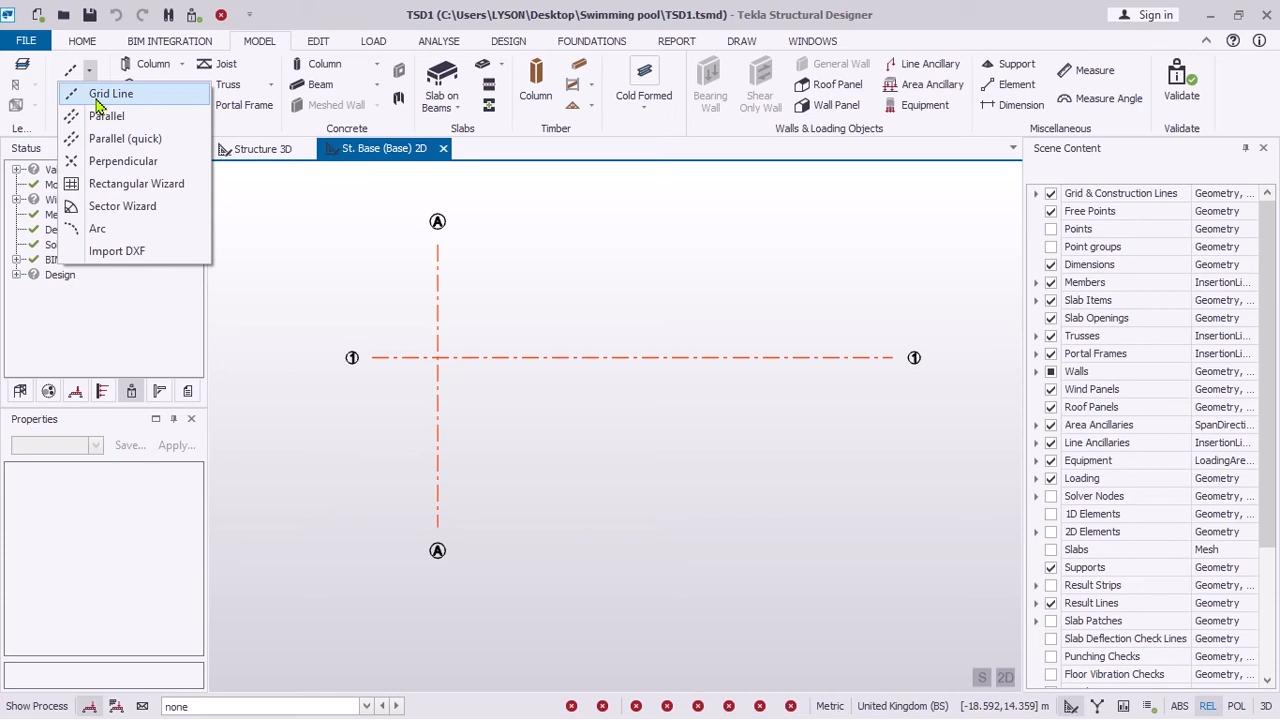 TSD1 (C:\Users\LYSON\Desktop\Swimming pool\TSD1.tsmd) - Tekla Structural Designer
Sign in
FILE HOME BIM INTEGRATION MODEL EDIT LOAD ANALYSE DESIGN FOUNDATIONS REPORT DRAW WINDOWS
Column Joist Column Bearing Wall Shear Only Wall General Wall Wind Panel Line Ancillary Support Measure
Truss Beam Slab on Beams Column Cold Formed Roof Panel Area Ancillary Element Measure Angle Validate
Portal Frame Meshed Wall Wall Panel Equipment Dimension
Le... Concrete Slabs Timber Walls & Loading Objects Miscellaneous Validate
Grid Line
Parallel
Parallel (quick)
Perpendicular
Rectangular Wizard
Sector Wizard
Arc
Import DXF
Status
Va
Mo
Wi
Me
De
So
BI
Design
Structure 3D St. Base (Base) 2D
A
1 1
A
S 2D
Properties
Save... Apply...
Scene Content
Grid & Construction Lines Geometry, ...
Free Points Geometry, ...
Points Geometry, ...
Point groups Geometry, ...
Dimensions Geometry, ...
Members InsertionLi...
Slab Items Geometry, ...
Slab Openings Geometry, ...
Trusses InsertionLi...
Portal Frames InsertionLi...
Walls Geometry, ...
Wind Panels Geometry, ...
Roof Panels Geometry, ...
Area Ancillaries SpanDirecti...
Line Ancillaries InsertionLi...
Equipment LoadingAre...
Loading Geometry, ...
Solver Nodes Geometry, ...
1D Elements Geometry, ...
2D Elements Geometry, ...
Slabs Mesh
Supports Geometry, ...
Result Strips Geometry, ...
Result Lines Geometry
Slab Patches Geometry, ...
Slab Deflection Check Lines Geometry, ...
Punching Checks Geometry, ...
Floor Vibration Checks Geometry, ...
Show Process none Metric United Kingdom (BS) [-18.592,14.359] m ABS REL POL 3D